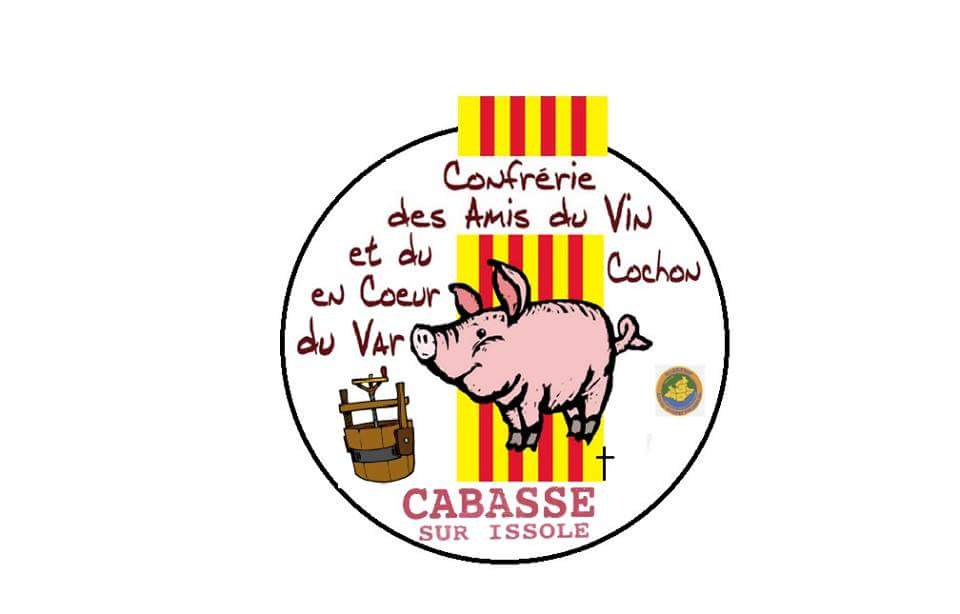 Confrérie
des Amis du Vin
et du Cochon
en Coeur
du Var
CABASSE
SUR ISSOLE